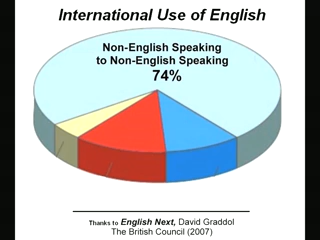 International Use of English
Non-English Speaking
to Non-English Speaking
74%
Thanks to English Next, David Graddol
The British Council (2007)